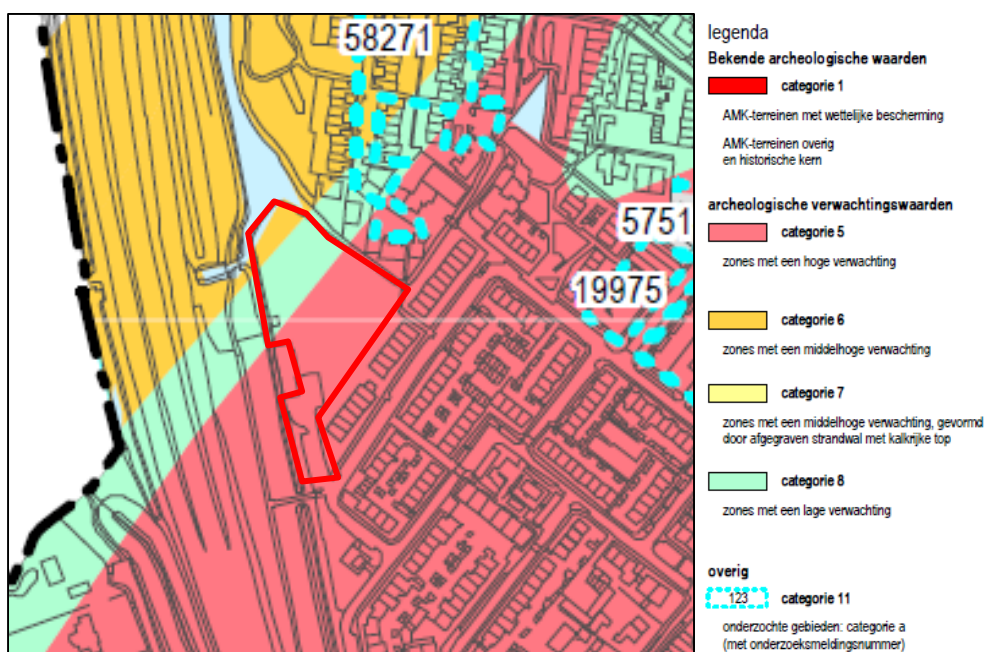 58271
5751
19975
legenda
Bekende archeologische waarden
categorie 1
AMK-terreinen met wettelijke bescherming
AMK-terreinen overig
en historische kern
archeologische verwachtingswaarden
categorie 5
zones met een hoge verwachting
categorie 6
zones met een middelhoge verwachting
categorie 7
zones met een middelhoge verwachting, gevormd
door afgegraven strandwal met kalkrijke top
categorie 8
zones met een lage verwachting
overig
123 categorie 11
onderzochte gebieden: categorie a
(met onderzoeksmeldingsnummer)